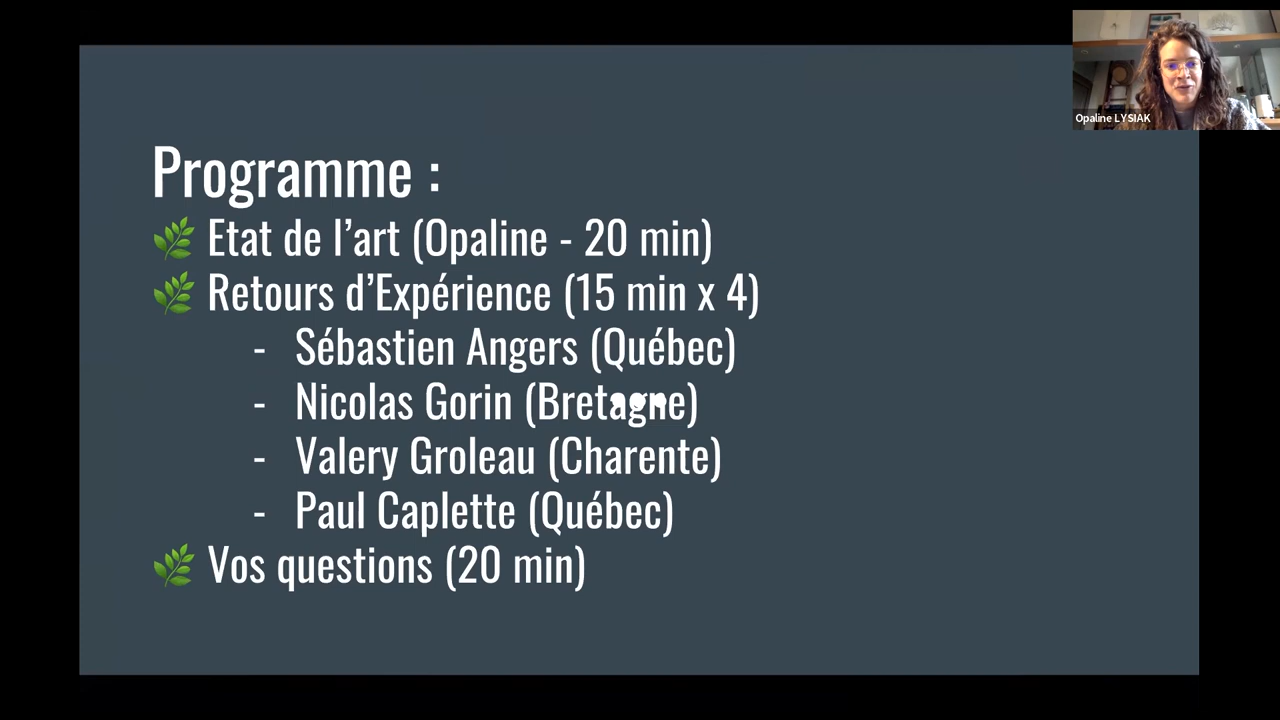 Opaline LYSIAK
Programme :
🌿 Etat de l’art (Opaline - 20 min)
🌿 Retours d’Expérience (15 min x 4)
- Sébastien Angers (Québec)
- Nicolas Gorin (Bretagne)
- Valery Groleau (Charente)
- Paul Caplette (Québec)
🌿 Vos questions (20 min)